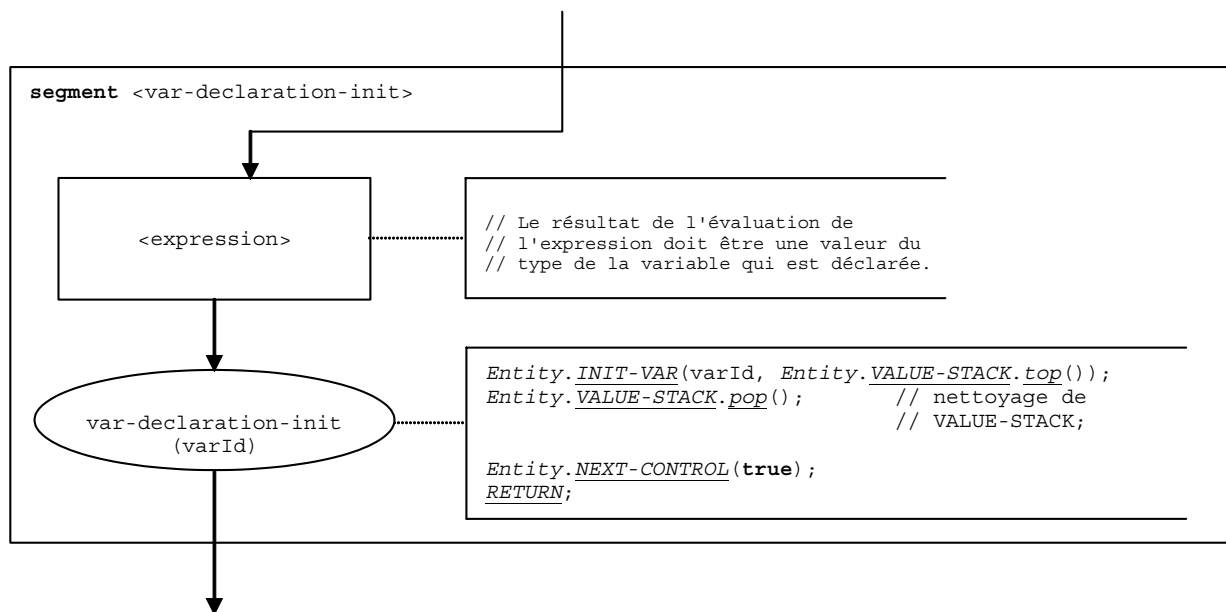 segment <var-declaration-init>
<expression>
// Le résultat de l'évaluation de
// l'expression doit être une valeur du
// type de la variable qui est déclarée.
var-declaration-init
(varId)
Entity.INIT-VAR(varId, Entity.VALUE-STACK.top());
Entity.VALUE-STACK.pop(); // nettoyage de
// VALUE-STACK;
Entity.NEXT-CONTROL(true);
RETURN;